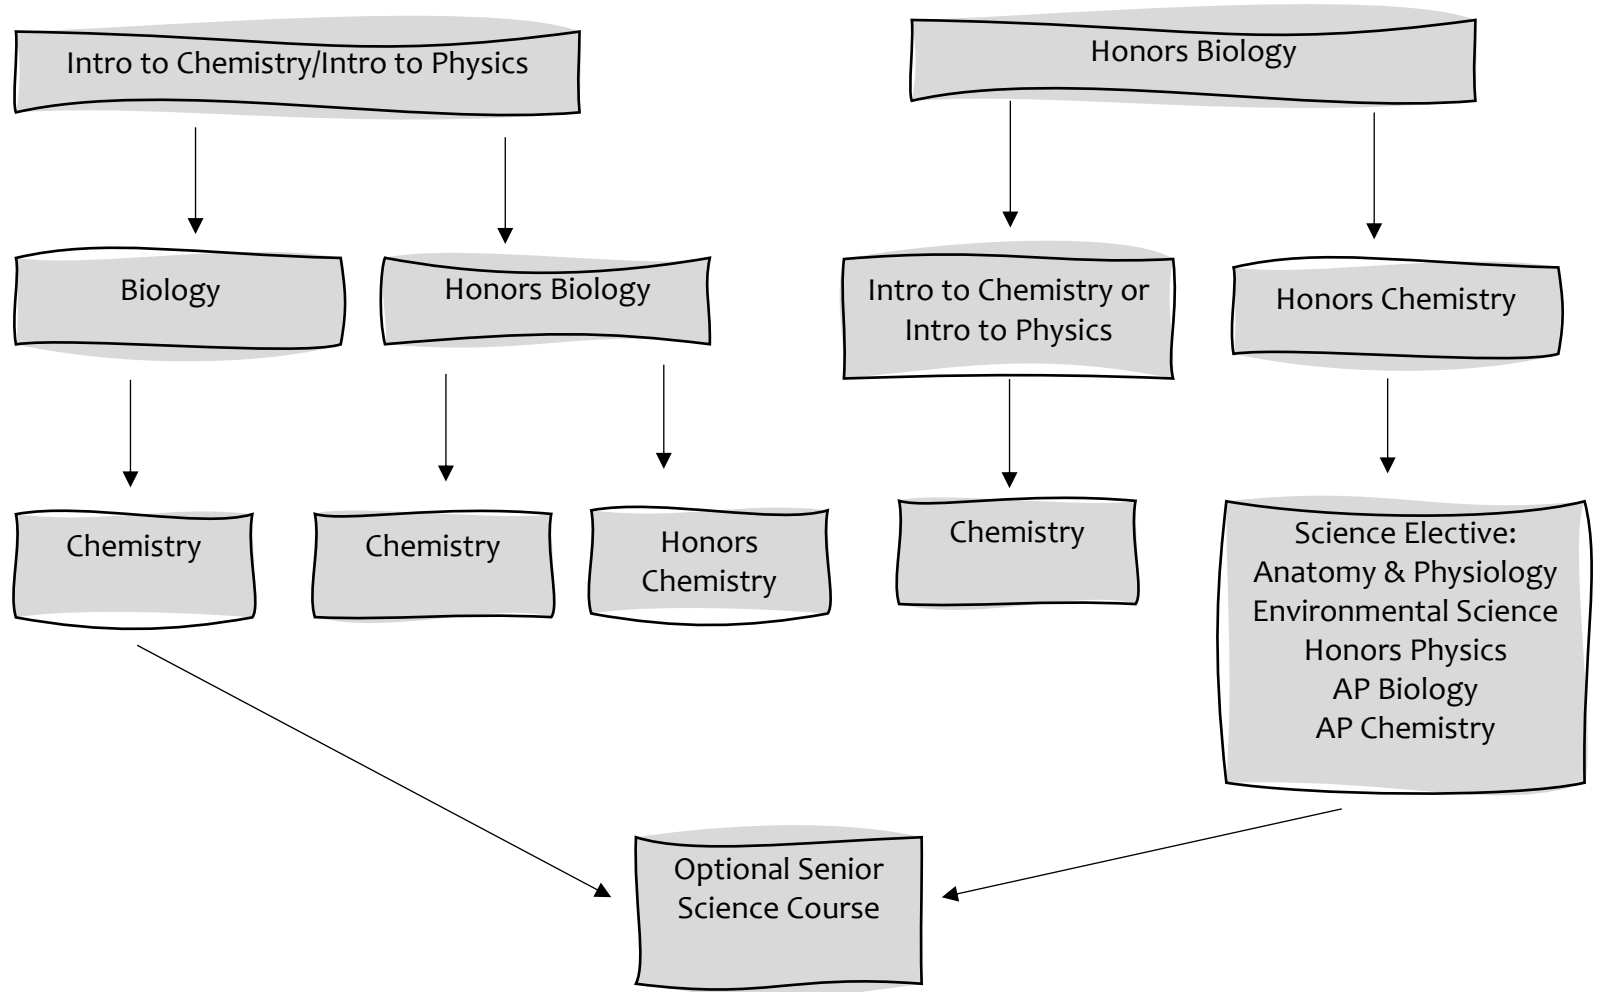 Intro to Chemistry/Intro to Physics
Honors Biology
Biology
Honors Biology
Intro to Chemistry or
Intro to Physics
Honors Chemistry
Chemistry
Chemistry
Honors
Chemistry
Chemistry
Science Elective:
Anatomy & Physiology
Environmental Science
Honors Physics
AP Biology
AP Chemistry
Optional Senior
Science Course